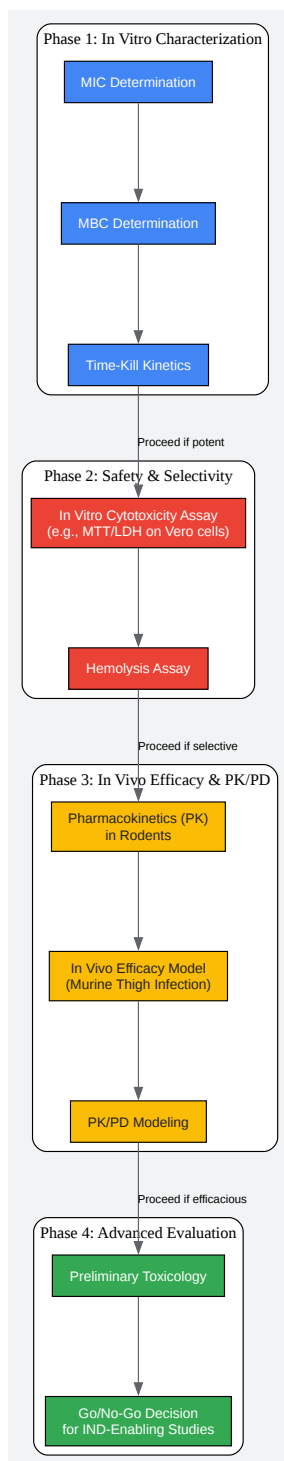 Phase 1: In Vitro Characterization
MIC Determination
MBC Determination
Time-Kill Kinetics
Proceed if potent
Phase 2: Safety & Selectivity
In Vitro Cytotoxicity Assay
(e.g., MTT/LDH on Vero cells)
Hemolysis Assay
Proceed if selective
Phase 3: In Vivo Efficacy & PK/PD
Pharmacokinetics (PK)
in Rodents
In Vivo Efficacy Model
(Murine Thigh Infection)
PK/PD Modeling
Proceed if efficacious
Phase 4: Advanced Evaluation
Preliminary Toxicology
Go/No-Go Decision
for IND-Enabling Studies